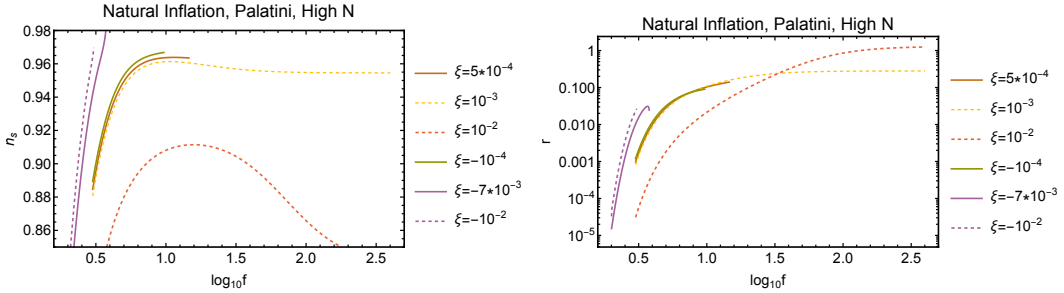 Natural Inflation, Palatini, High N
0.98
0.96
0.94
0.92
0.90
0.88
0.86
n_s
0.5
1.0
1.5
2.0
2.5
log₁₀f
ξ=5*10⁻⁴
ξ=10⁻³
ξ=10⁻²
ξ=-10⁻⁴
ξ=-7*10⁻³
ξ=-10⁻²
Natural Inflation, Palatini, High N
1
0.100
0.010
0.001
10⁻⁴
10⁻⁵
r
0.5
1.0
1.5
2.0
2.5
log₁₀f
ξ=5*10⁻⁴
ξ=10⁻³
ξ=10⁻²
ξ=-10⁻⁴
ξ=-7*10⁻³
ξ=-10⁻²